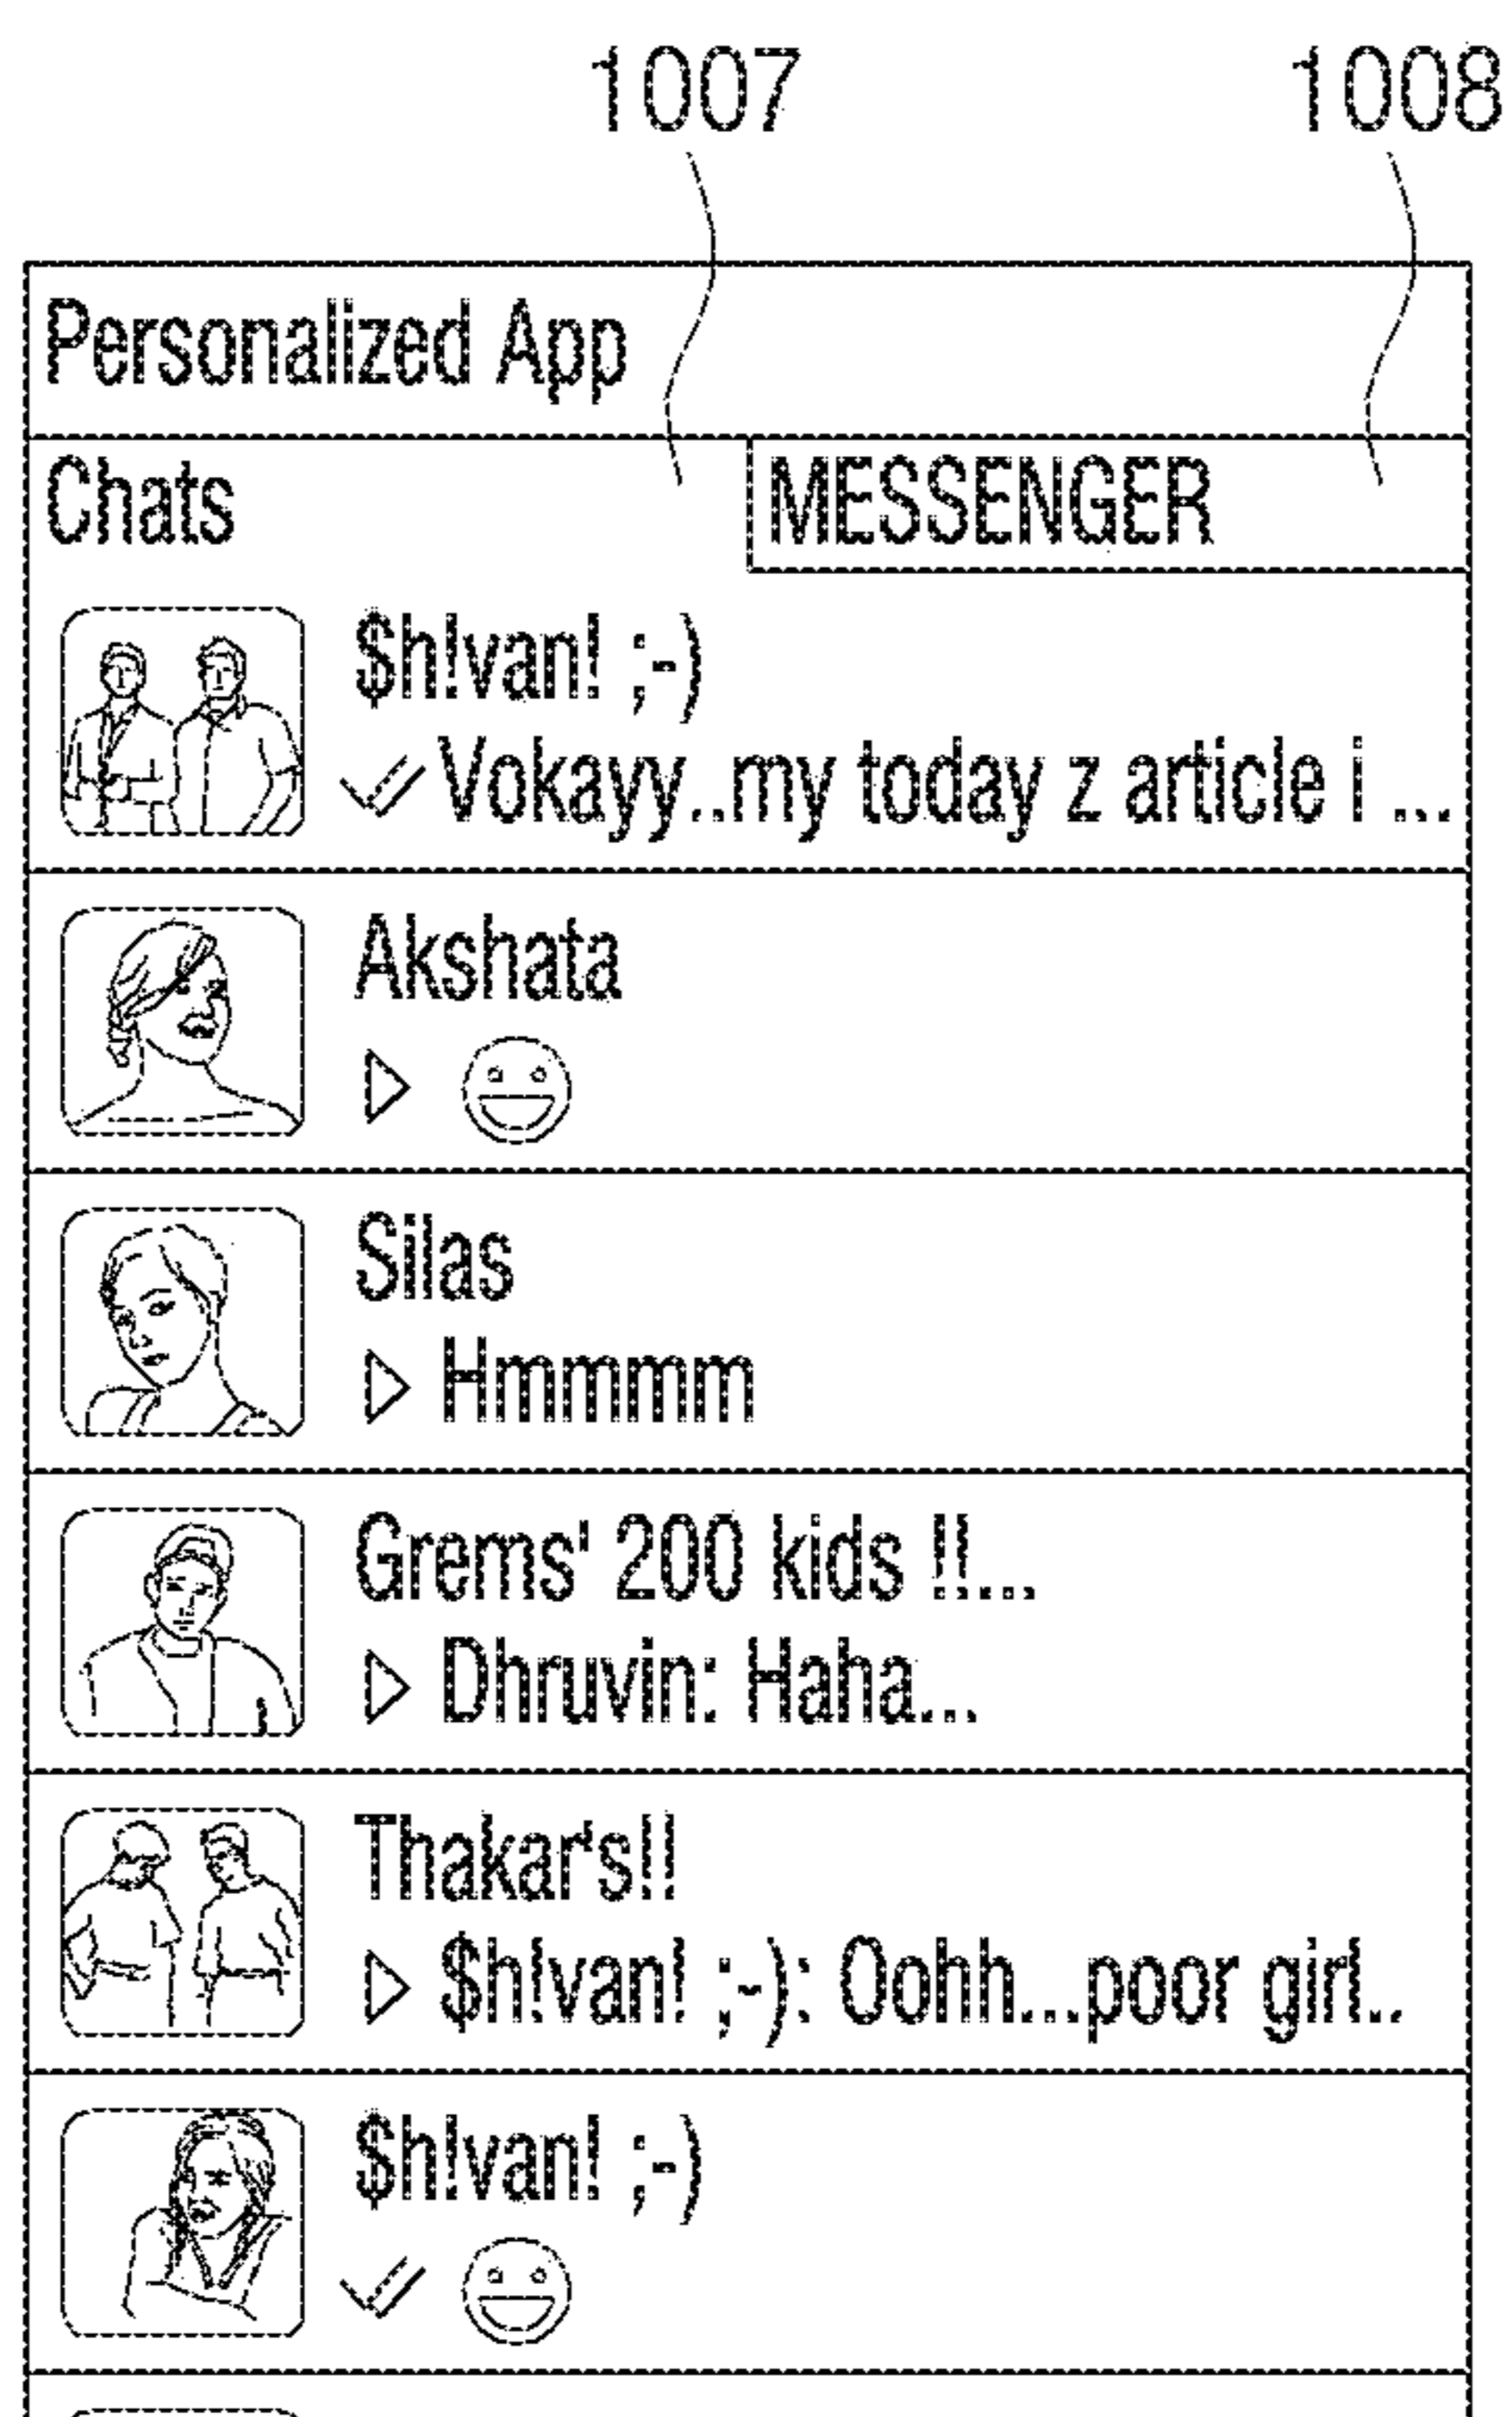 1007 1008
Personalized App
Chats MESSENGER
$h!van! ;-)
Vokayy..my today z article i ...
Akshata
Silas
Hmmmm
Grems' 200 kids !!...
Dhruvin: Haha...
Thakar's!!
$h!van! ;-): Oohh...poor girl..
$h!van! ;-)